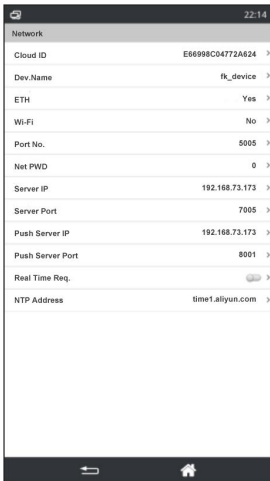 22:14
Network
Cloud ID E66998C04772A624
Dev.Name fk_device
ETH Yes
Wi-Fi No
Port No. 5005
Net PWD 0
Server IP 192.168.73.173
Server Port 7005
Push Server IP 192.168.73.173
Push Server Port 8001
Real Time Req.
NTP Address time1.aliyun.com